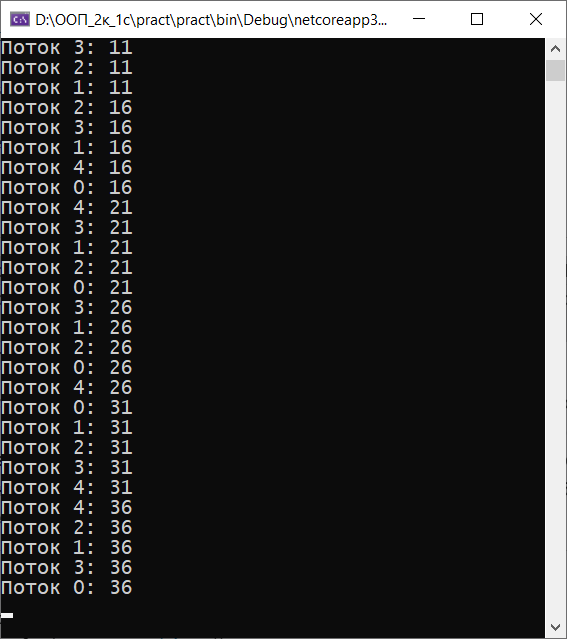 D:\ООП_2к_1с\pract\pract\bin\Debug\netcoreapp3...
Поток 3: 11
Поток 2: 11
Поток 1: 11
Поток 2: 16
Поток 3: 16
Поток 1: 16
Поток 4: 16
Поток 0: 16
Поток 4: 21
Поток 3: 21
Поток 1: 21
Поток 2: 21
Поток 0: 21
Поток 3: 26
Поток 1: 26
Поток 2: 26
Поток 0: 26
Поток 4: 26
Поток 0: 31
Поток 1: 31
Поток 2: 31
Поток 3: 31
Поток 4: 31
Поток 4: 36
Поток 2: 36
Поток 1: 36
Поток 3: 36
Поток 0: 36